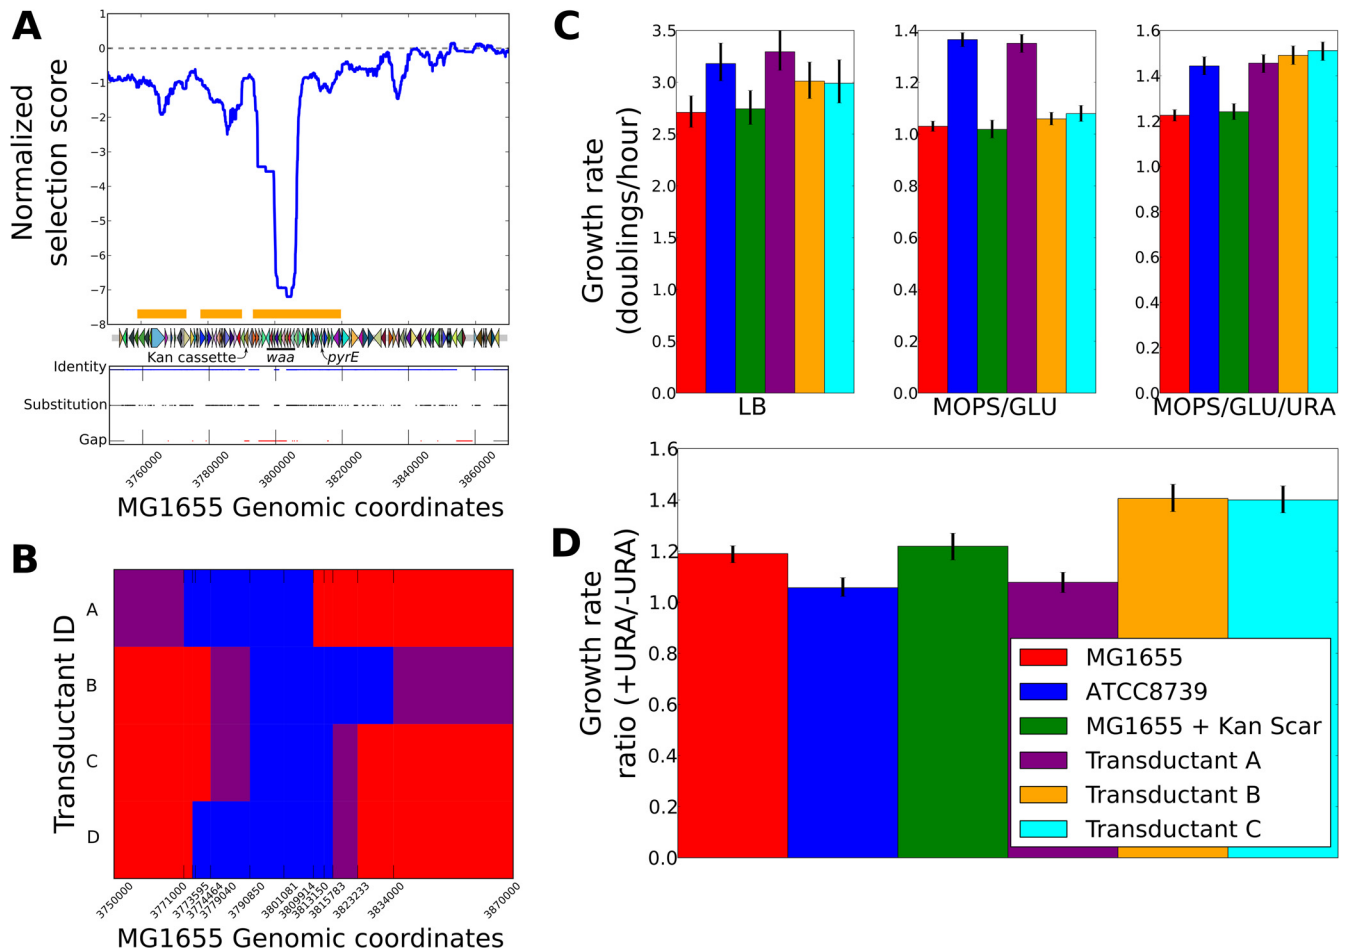 A
Normalized
selection score
1
0
−1
−2
−3
−4
−5
−6
−7
−8
Kan cassette
waa
pyrE
Identity
Substitution
Gap
3760000
3780000
3800000
3820000
3840000
3860000
MG1655 Genomic coordinates
B
Transductant ID
A
B
C
D
3750000
3771000
3773595
3774464
3779040
3790850
3801081
3809914
3813150
3815783
3823233
3834000
3870000
MG1655 Genomic coordinates
C
Growth rate
(doublings/hour)
3.5
3.0
2.5
2.0
1.5
1.0
0.5
0.0
LB
1.4
1.2
1.0
0.8
0.6
0.4
0.2
0.0
MOPS/GLU
1.6
1.4
1.2
1.0
0.8
0.6
0.4
0.2
0.0
MOPS/GLU/URA
D
Growth rate
ratio (+URA/-URA)
1.6
1.4
1.2
1.0
0.8
0.6
0.4
0.2
0.0
MG1655
ATCC8739
MG1655 + Kan Scar
Transductant A
Transductant B
Transductant C